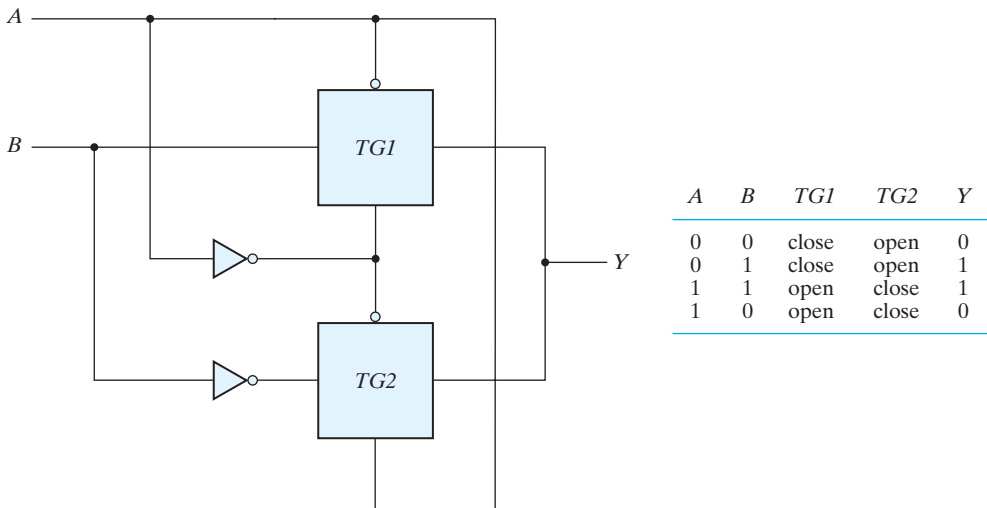 A
B
TG1
TG2
Y
A B TG1 TG2 Y
0 0 close open 0
0 1 close open 1
1 1 open close 1
1 0 open close 0